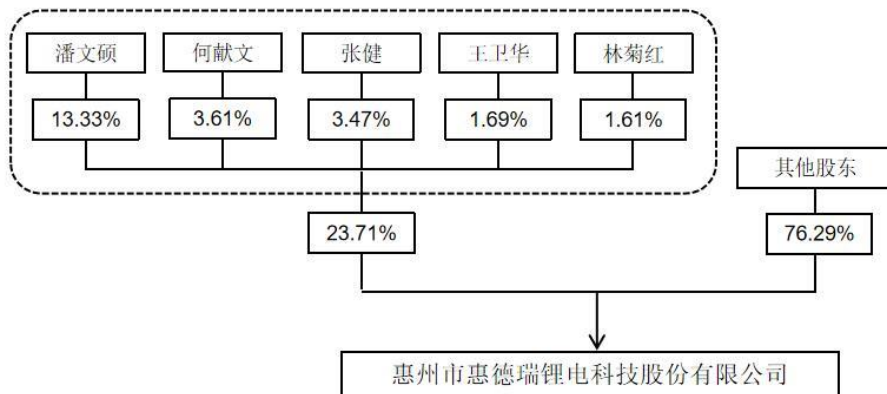 潘文硕 何献文 张健 王卫华 林菊红
13.33% 3.61% 3.47% 1.69% 1.61%
其他股东
23.71% 76.29%
惠州市惠德瑞锂电科技股份有限公司